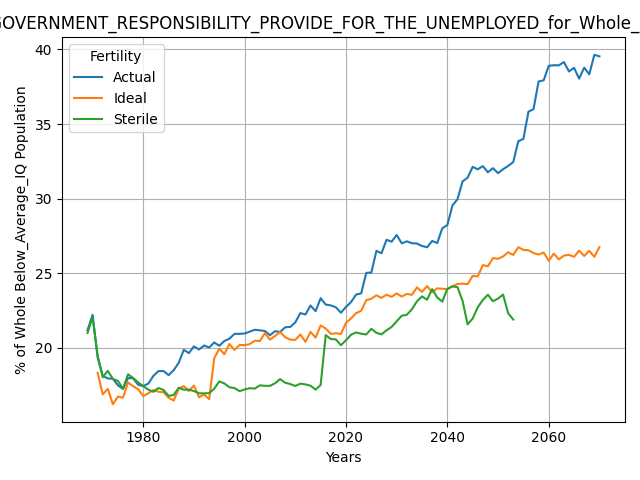 GOVERNMENT_RESPONSIBILITY_PROVIDE_FOR_THE_UNEMPLOYED_for_Whole_
Fertility
Actual
Ideal
Sterile
% of Whole Below_Average_IQ Population
40
35
30
25
20
1980
2000
2020
2040
2060
Years